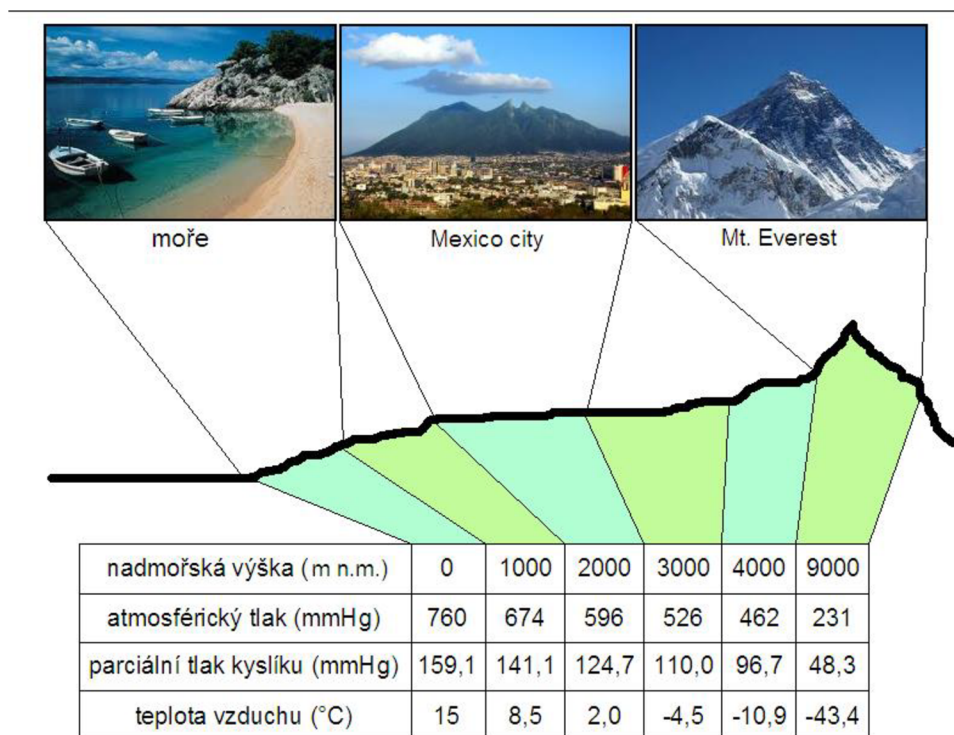 moře
Mexico city
Mt. Everest
nadmořská výška (m n.m.) 0 1000 2000 3000 4000 9000
atmosférický tlak (mmHg) 760 674 596 526 462 231
parciální tlak kyslíku (mmHg) 159,1 141,1 124,7 110,0 96,7 48,3
teplota vzduchu (°C) 15 8,5 2,0 -4,5 -10,9 -43,4